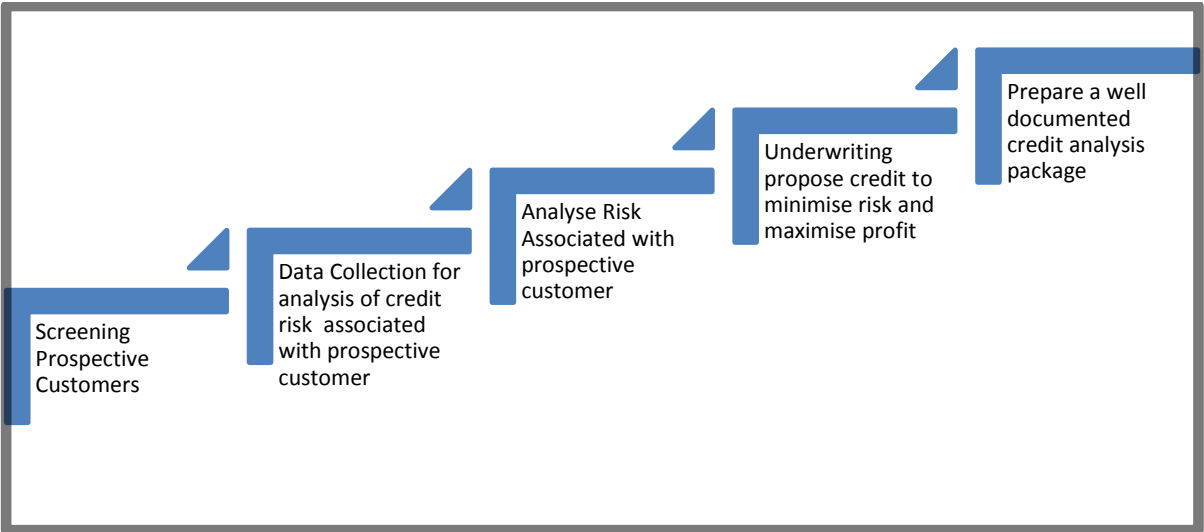 Screening
Prospective
Customers
Data Collection for
analysis of credit
risk  associated
with prospective
customer
Analyse Risk
Associated with
prospective
customer
Underwriting
propose credit to
minimise risk and
maximise profit
Prepare a well
documented
credit analysis
package